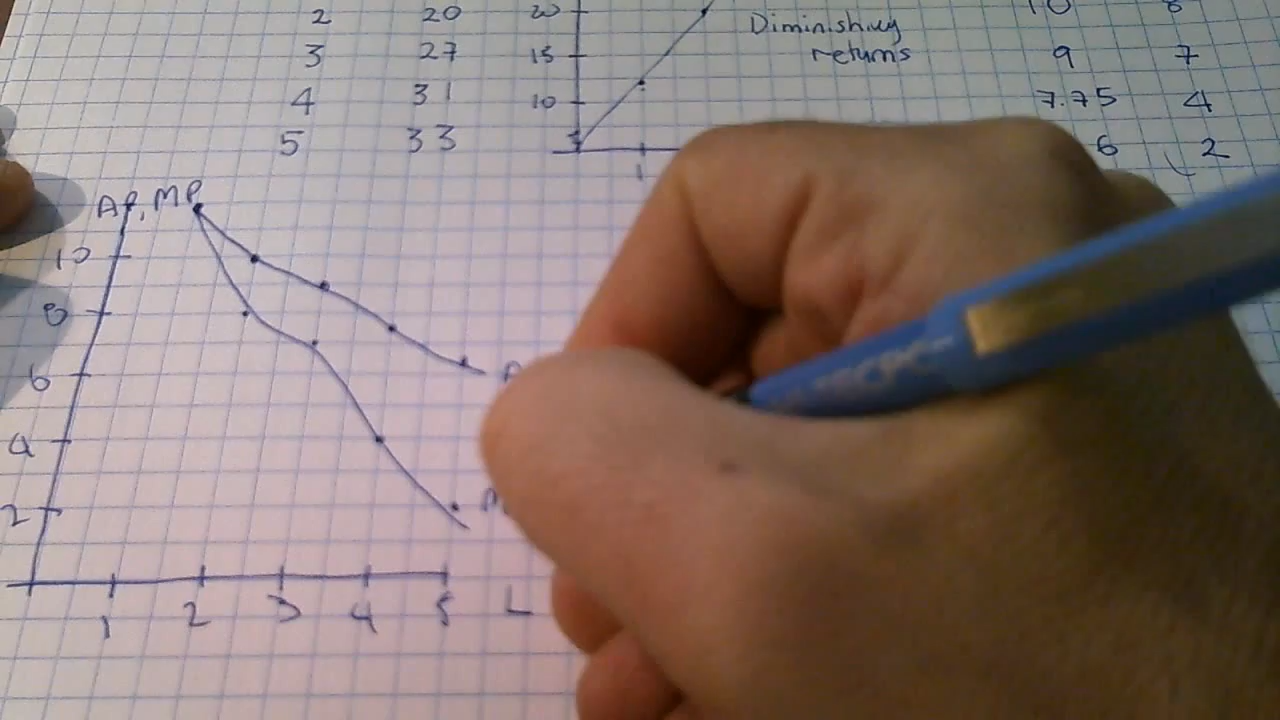 2 20 20 10 8
Diminishing
3 27 15 returns 9 7
4 31 10 7.75 4
5 33 5 6 2
1
AP, MP
10
8
6
4
2
1 2 3 4 5 L